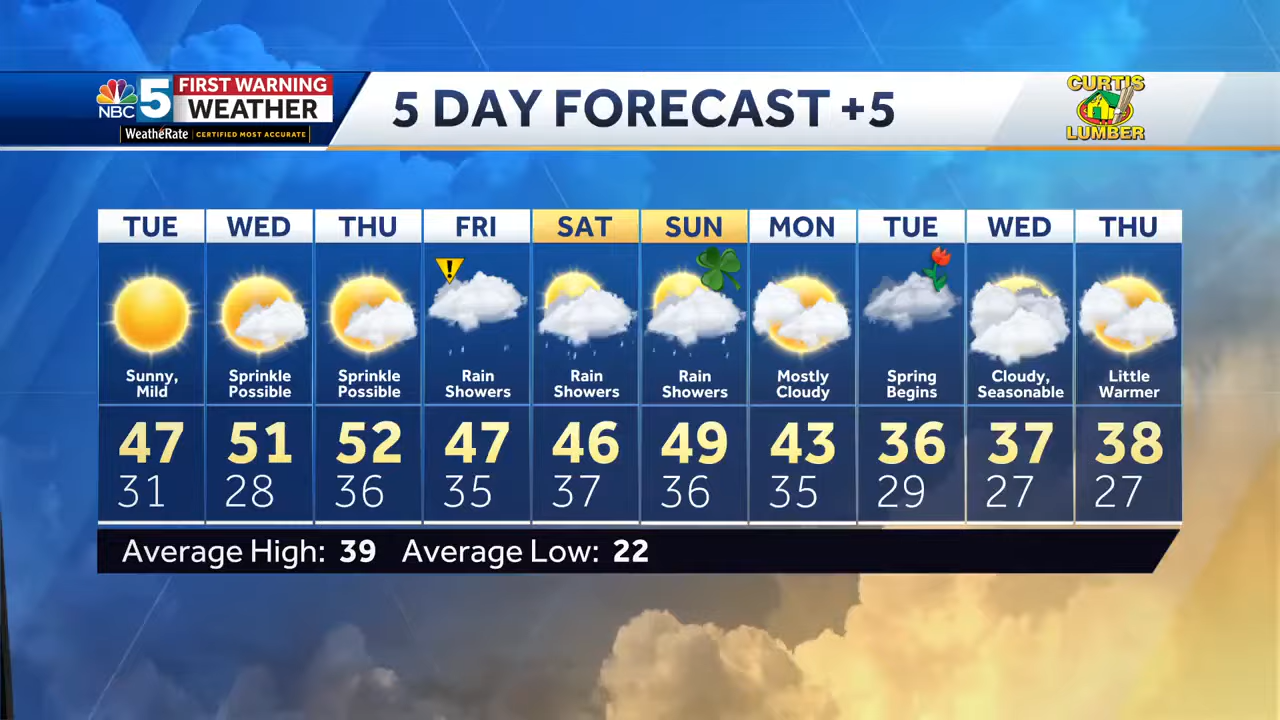 NBC 5 FIRST WARNING WEATHER
WeatheRate | CERTIFIED MOST ACCURATE
5 DAY FORECAST +5
CURTIS
LUMBER
TUE WED THU FRI SAT SUN MON TUE WED THU
!
Sunny, Sprinkle Sprinkle Rain Rain Rain Mostly Spring Cloudy, Little
Mild Possible Possible Showers Showers Showers Cloudy Begins Seasonable Warmer
47 51 52 47 46 49 43 36 37 38
31 28 36 35 37 36 35 29 27 27
Average High: 39 Average Low: 22